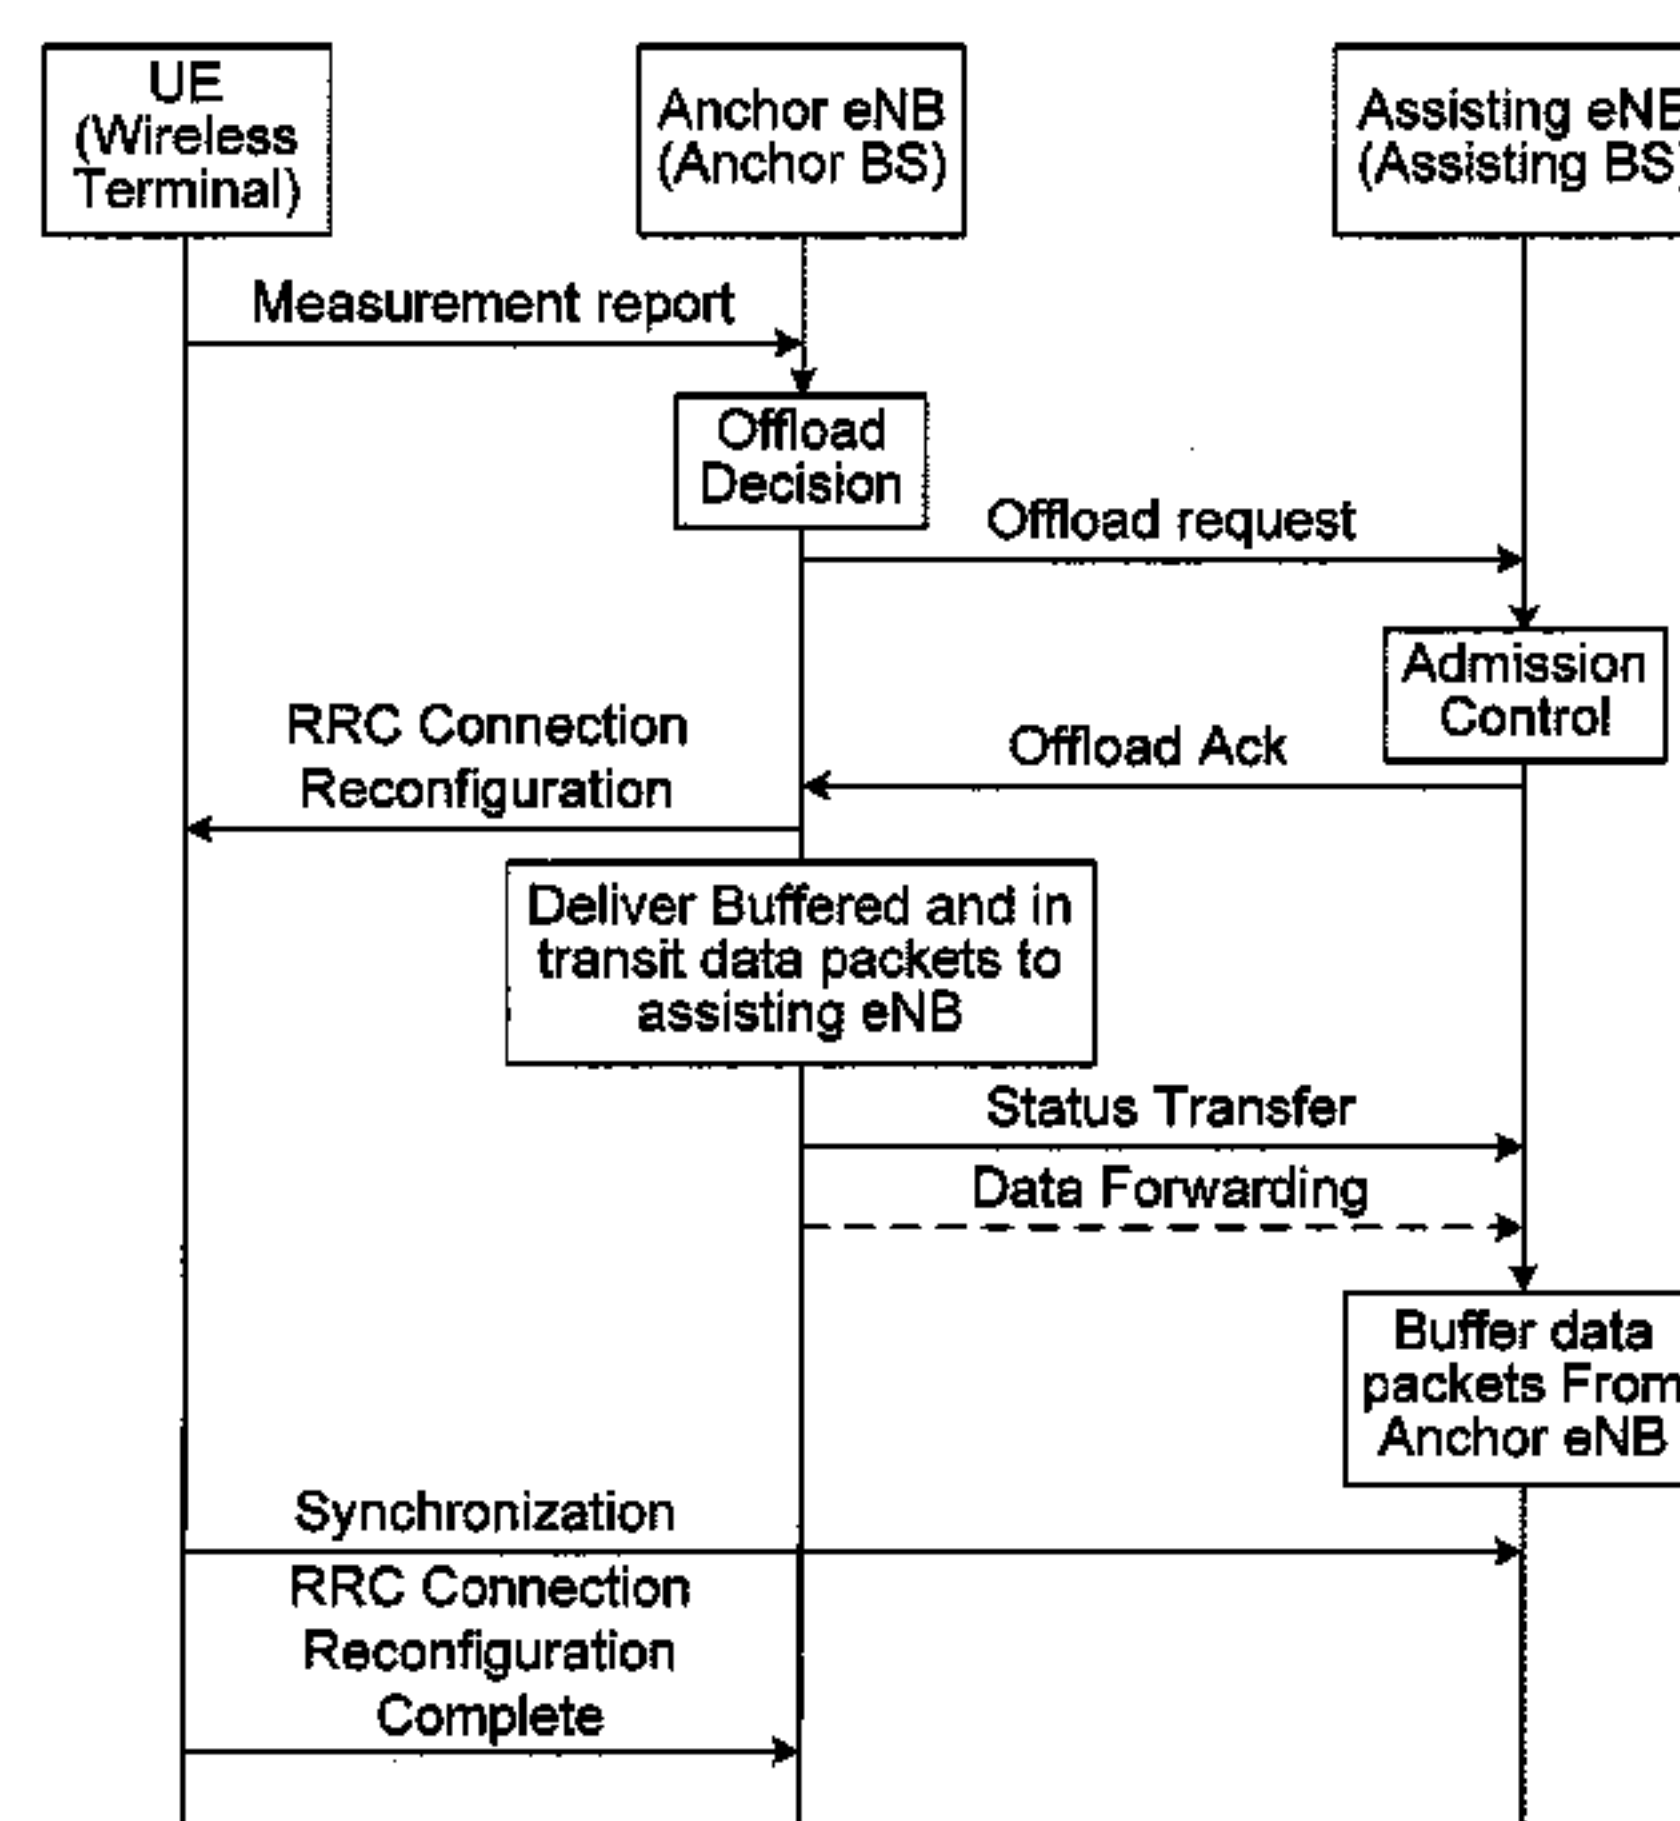 UE
(Wireless
Terminal)
Anchor eNB
(Anchor BS)
Assisting eNB
(Assisting BS)
Measurement report
Offload
Decision
Offload request
Admission
Control
RRC Connection
Reconfiguration
Offload Ack
Deliver Buffered and in
transit data packets to
assisting eNB
Status Transfer
Data Forwarding
Buffer data
packets From
Anchor eNB
Synchronization
RRC Connection
Reconfiguration
Complete